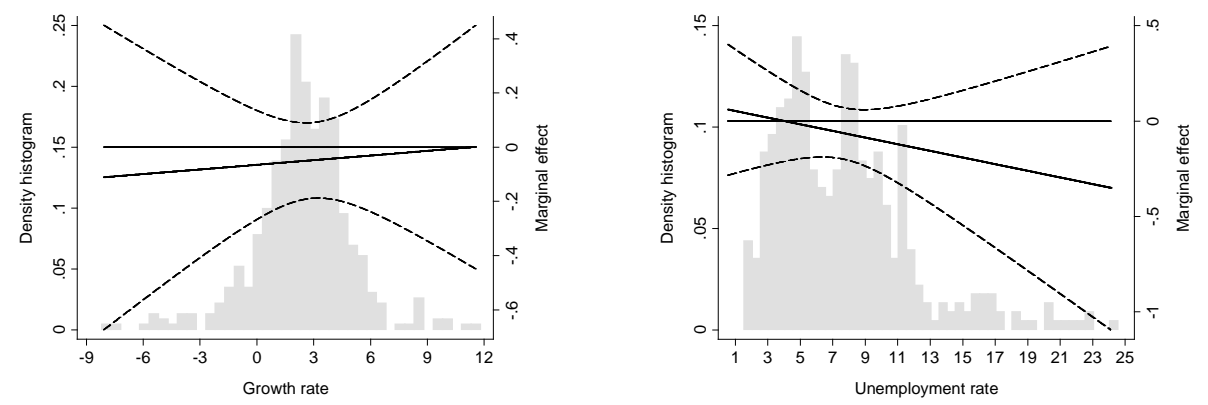 Density histogram
0 .05 .1 .15 .2 .25
Marginal effect
-.6 -.4 -.2 0 .2 .4
-9 -6 -3 0 3 6 9 12
Growth rate
Density histogram
0 .05 .1 .15
Marginal effect
-1 -.5 0 .5
1 3 5 7 9 11 13 15 17 19 21 23 25
Unemployment rate